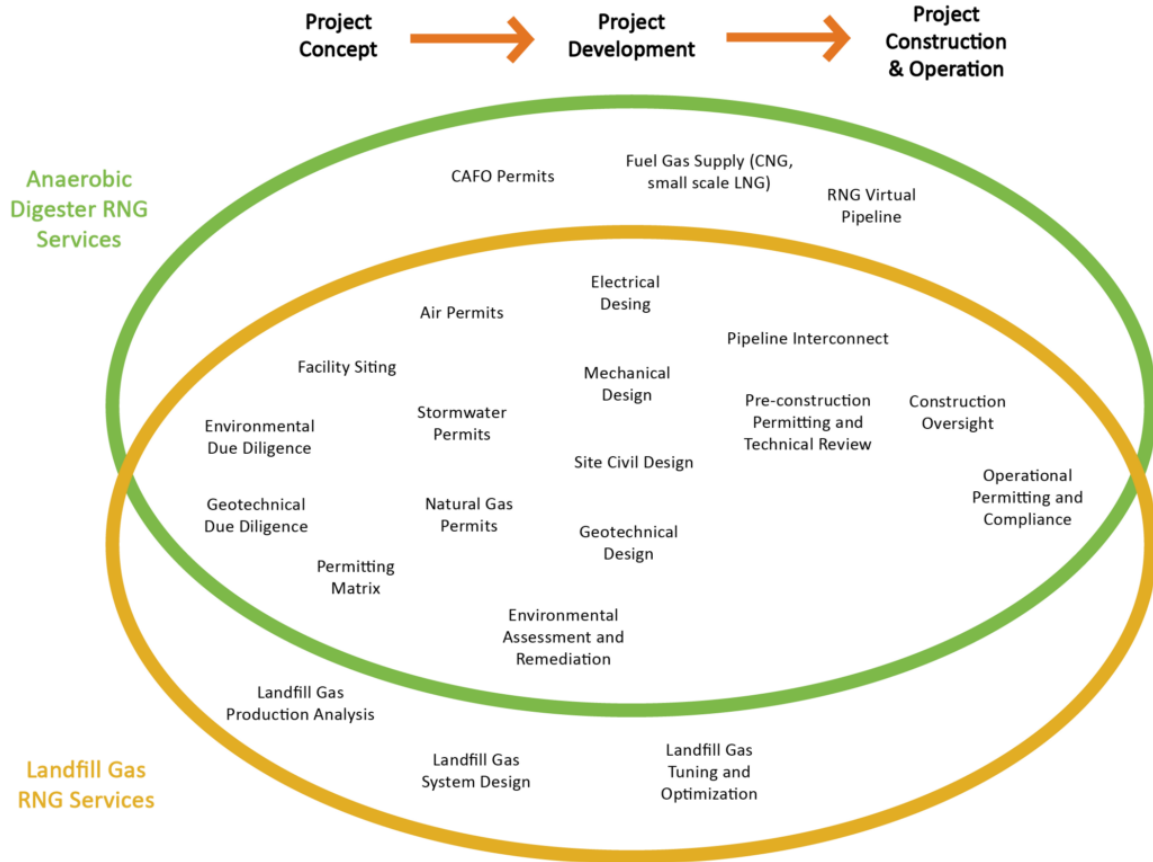 Project
Concept
Project
Development
Project
Construction
& Operation
Anaerobic
Digester RNG
Services
CAFO Permits
Fuel Gas Supply (CNG,
small scale LNG)
RNG Virtual
Pipeline
Electrical
Desing
Air Permits
Pipeline Interconnect
Facility Siting
Mechanical
Design
Stormwater
Permits
Pre-construction
Permitting and
Technical Review
Construction
Oversight
Environmental
Due Diligence
Site Civil Design
Operational
Permitting and
Compliance
Geotechnical
Due Diligence
Natural Gas
Permits
Geotechnical
Design
Permitting
Matrix
Environmental
Assessment and
Remediation
Landfill Gas
Production Analysis
Landfill Gas
System Design
Landfill Gas
Tuning and
Optimization
Landfill Gas
RNG Services